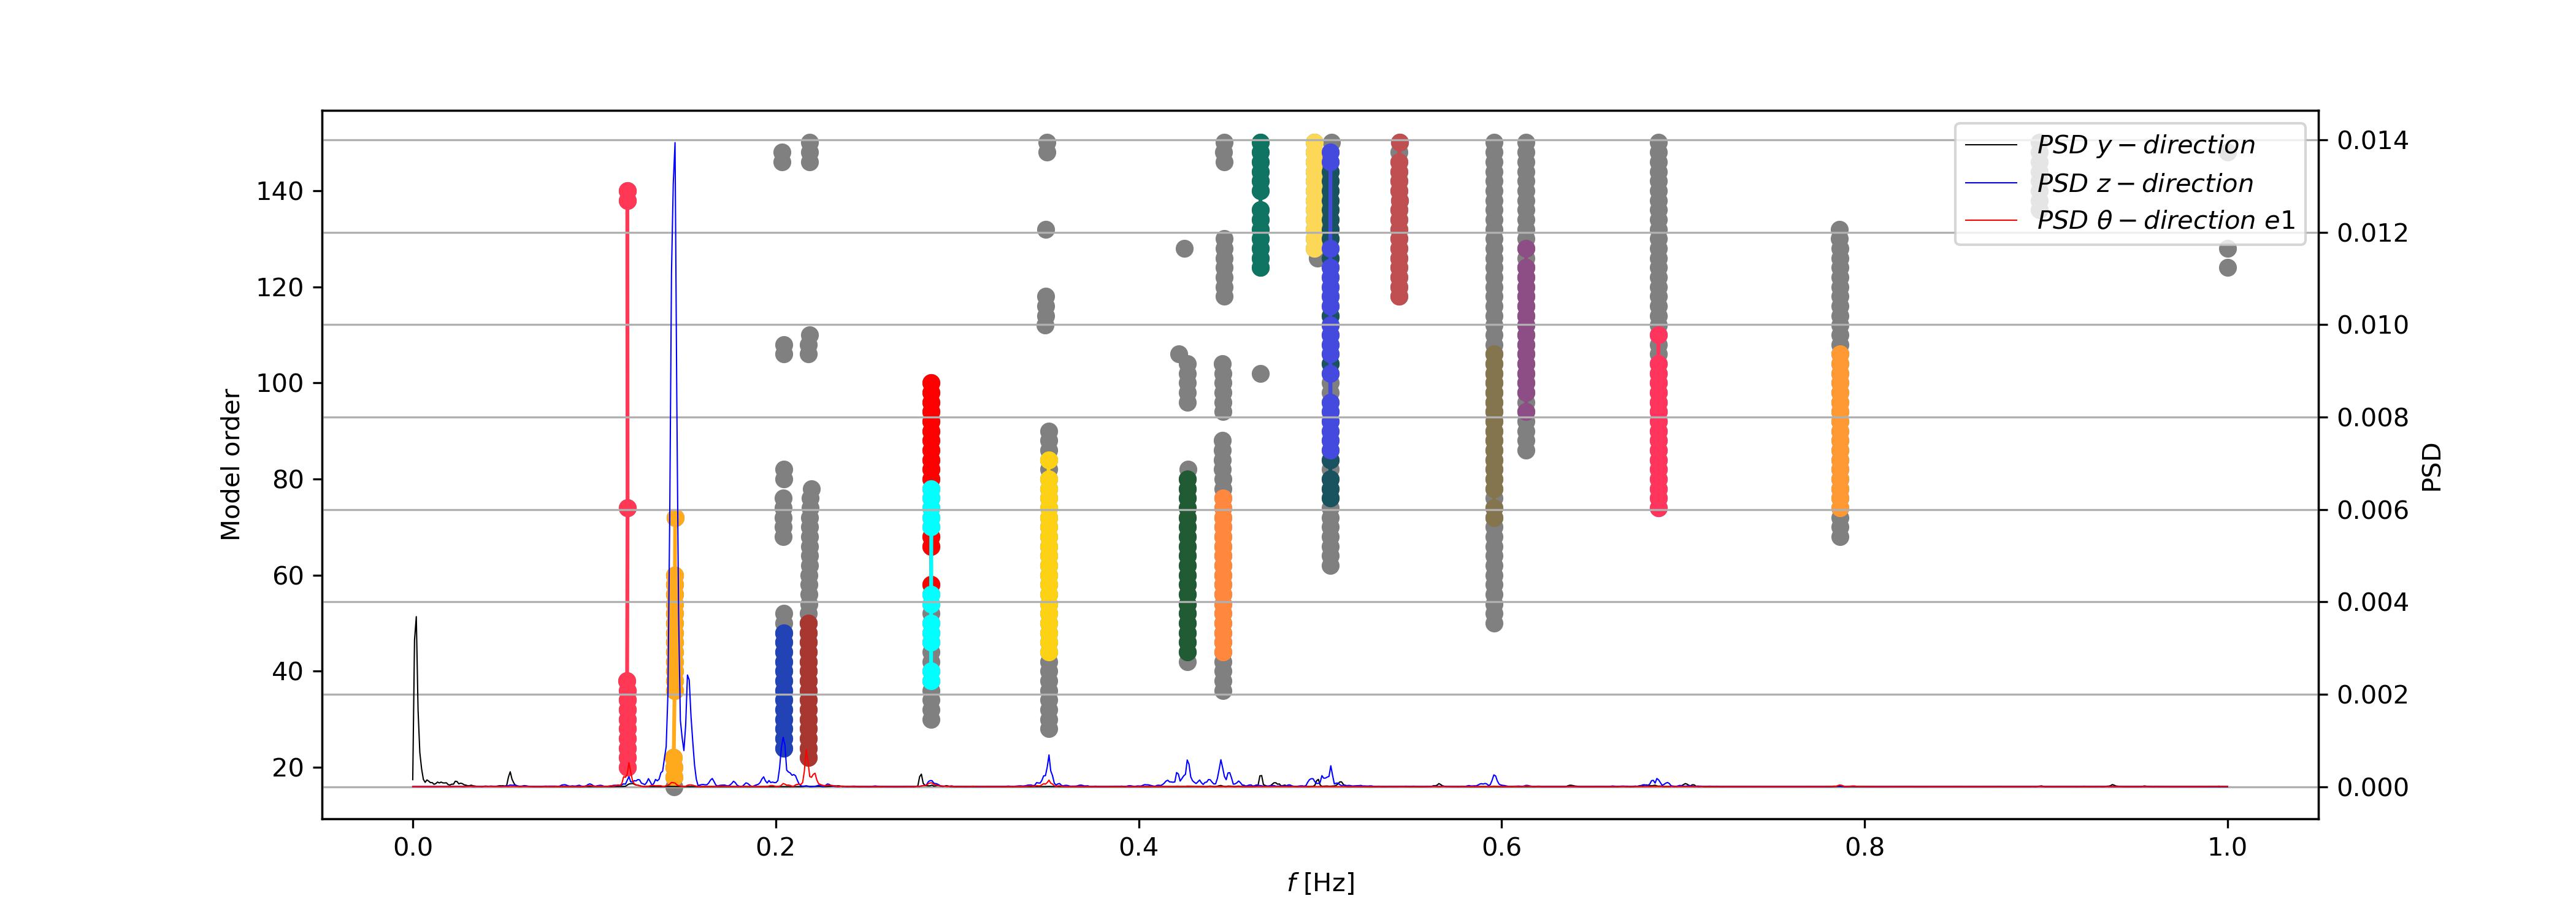 PSD y − direction
PSD z − direction
PSD θ − direction e1
Model order
140
120
100
80
60
40
20
0.014
0.012
0.010
0.008
0.006
0.004
0.002
0.000
PSD
0.0 0.2 0.4 0.6 0.8 1.0
f [Hz]